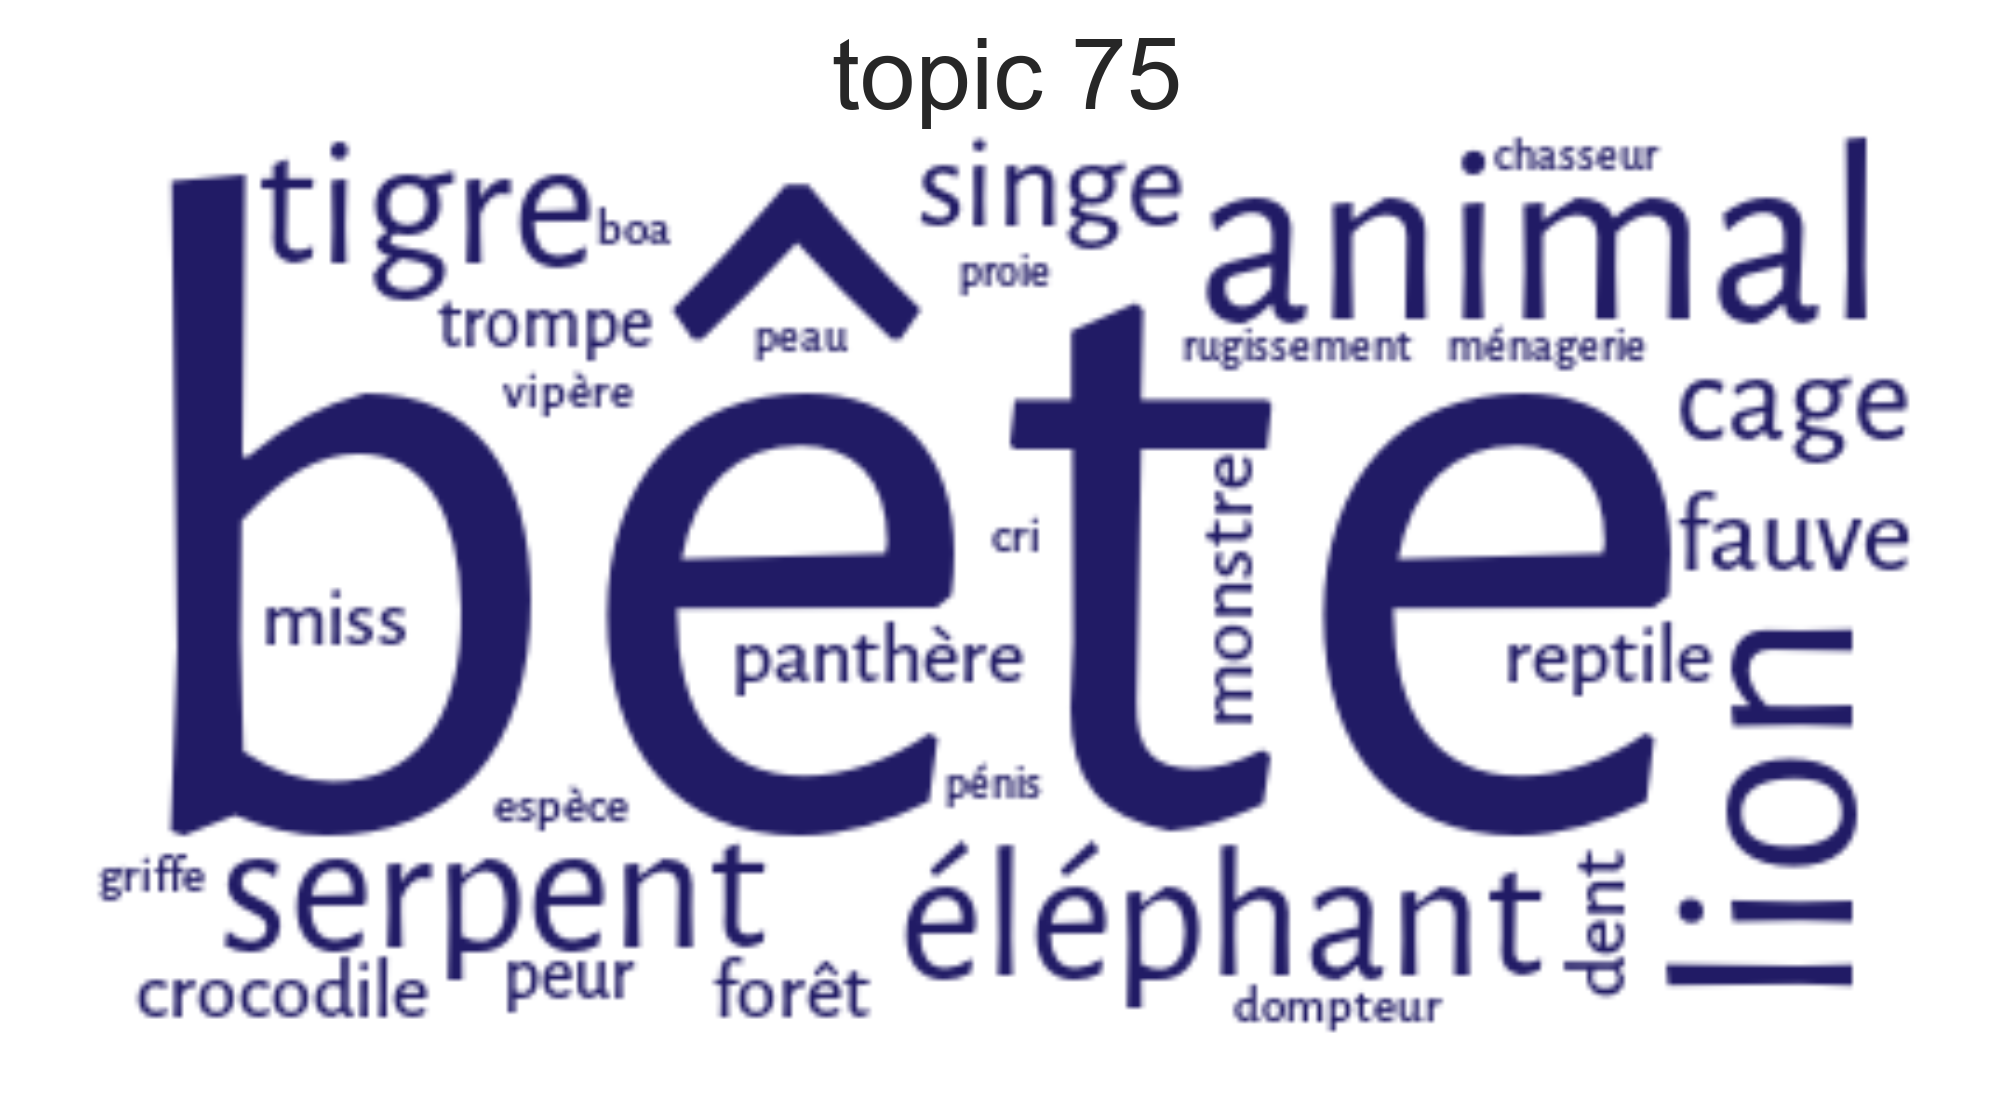 topic 75
tigre
boa
singe
chasseur
animal
proie
trompe
peau
rugissement
ménagerie
vipère
bête
cage
cri
monstre
fauve
miss
panthère
reptile
lion
pénis
espèce
griffe
serpent
éléphant
dent
crocodile
peur
forêt
dompteur